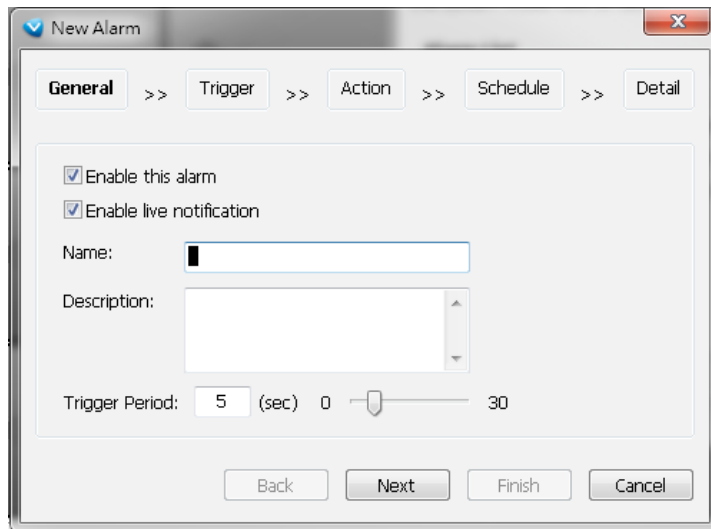 New Alarm
General >> Trigger >> Action >> Schedule >> Detail
Enable this alarm
Enable live notification
Name:
Description:
Trigger Period: 5 (sec) 0 30
Back Next Finish Cancel